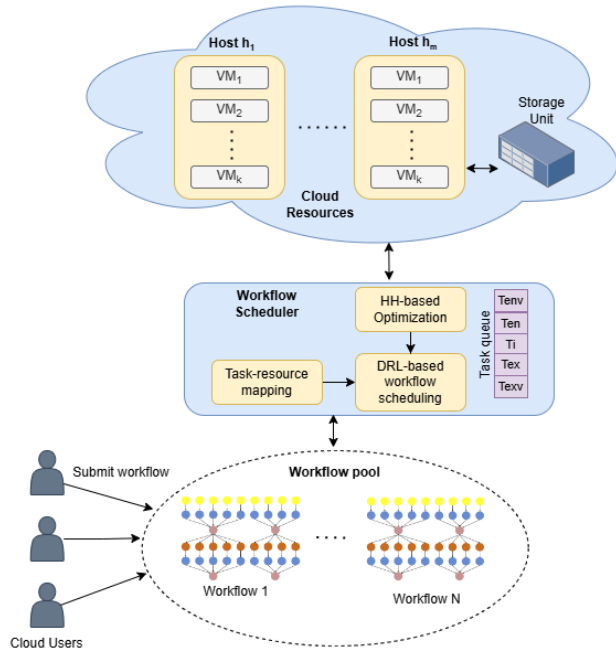 Host h1
Host hm
VM1
VM2
VMk
VM1
VM2
VMk
Storage
Unit
Cloud
Resources
Workflow
Scheduler
HH-based
Optimization
Task-resource
mapping
DRL-based
workflow
scheduling
Task queue
Tenv
Ten
Ti
Tex
Texv
Submit workflow
Workflow pool
Workflow 1
Workflow N
Cloud Users